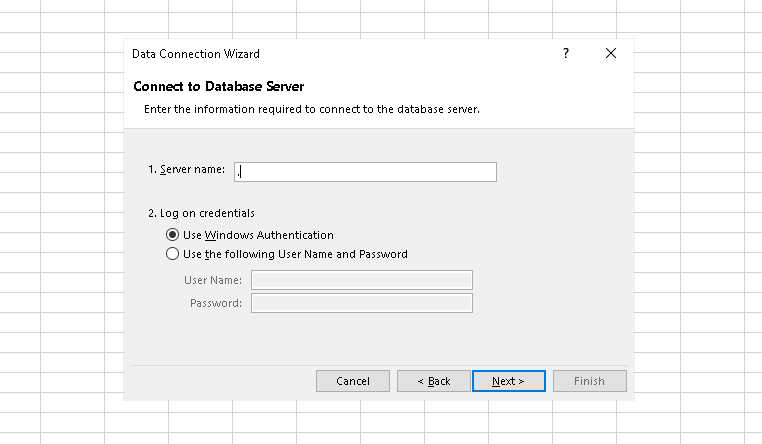 Data Connection Wizard ?
Connect to Database Server
Enter the information required to connect to the database server.
1. Server name: .
2. Log on credentials
Use Windows Authentication
Use the following User Name and Password
User Name:
Password:
Cancel < Back Next > Finish